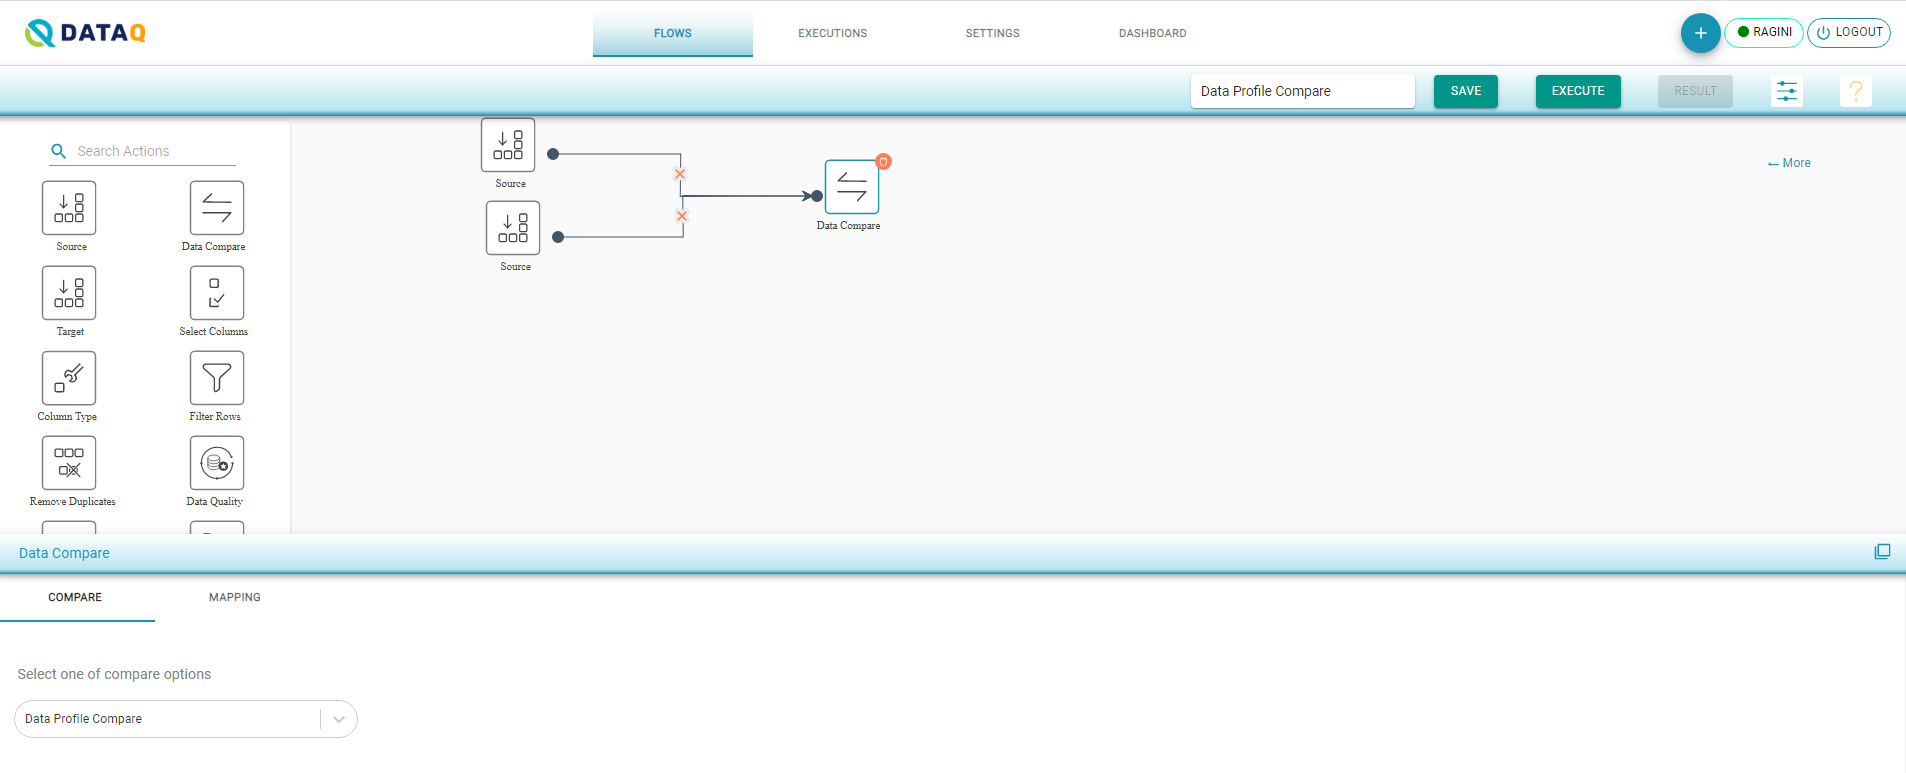 DATAQ
FLOWS
EXECUTIONS
SETTINGS
DASHBOARD
+
RAGINI
LOGOUT
Data Profile Compare
SAVE
EXECUTE
RESULT
?
Search Actions
← More
Source
Source
Data Compare
Source
Data Compare
Target
Select Columns
Column Type
Filter Rows
Remove Duplicates
Data Quality
Data Compare
COMPARE
MAPPING
Select one of compare options
Data Profile Compare